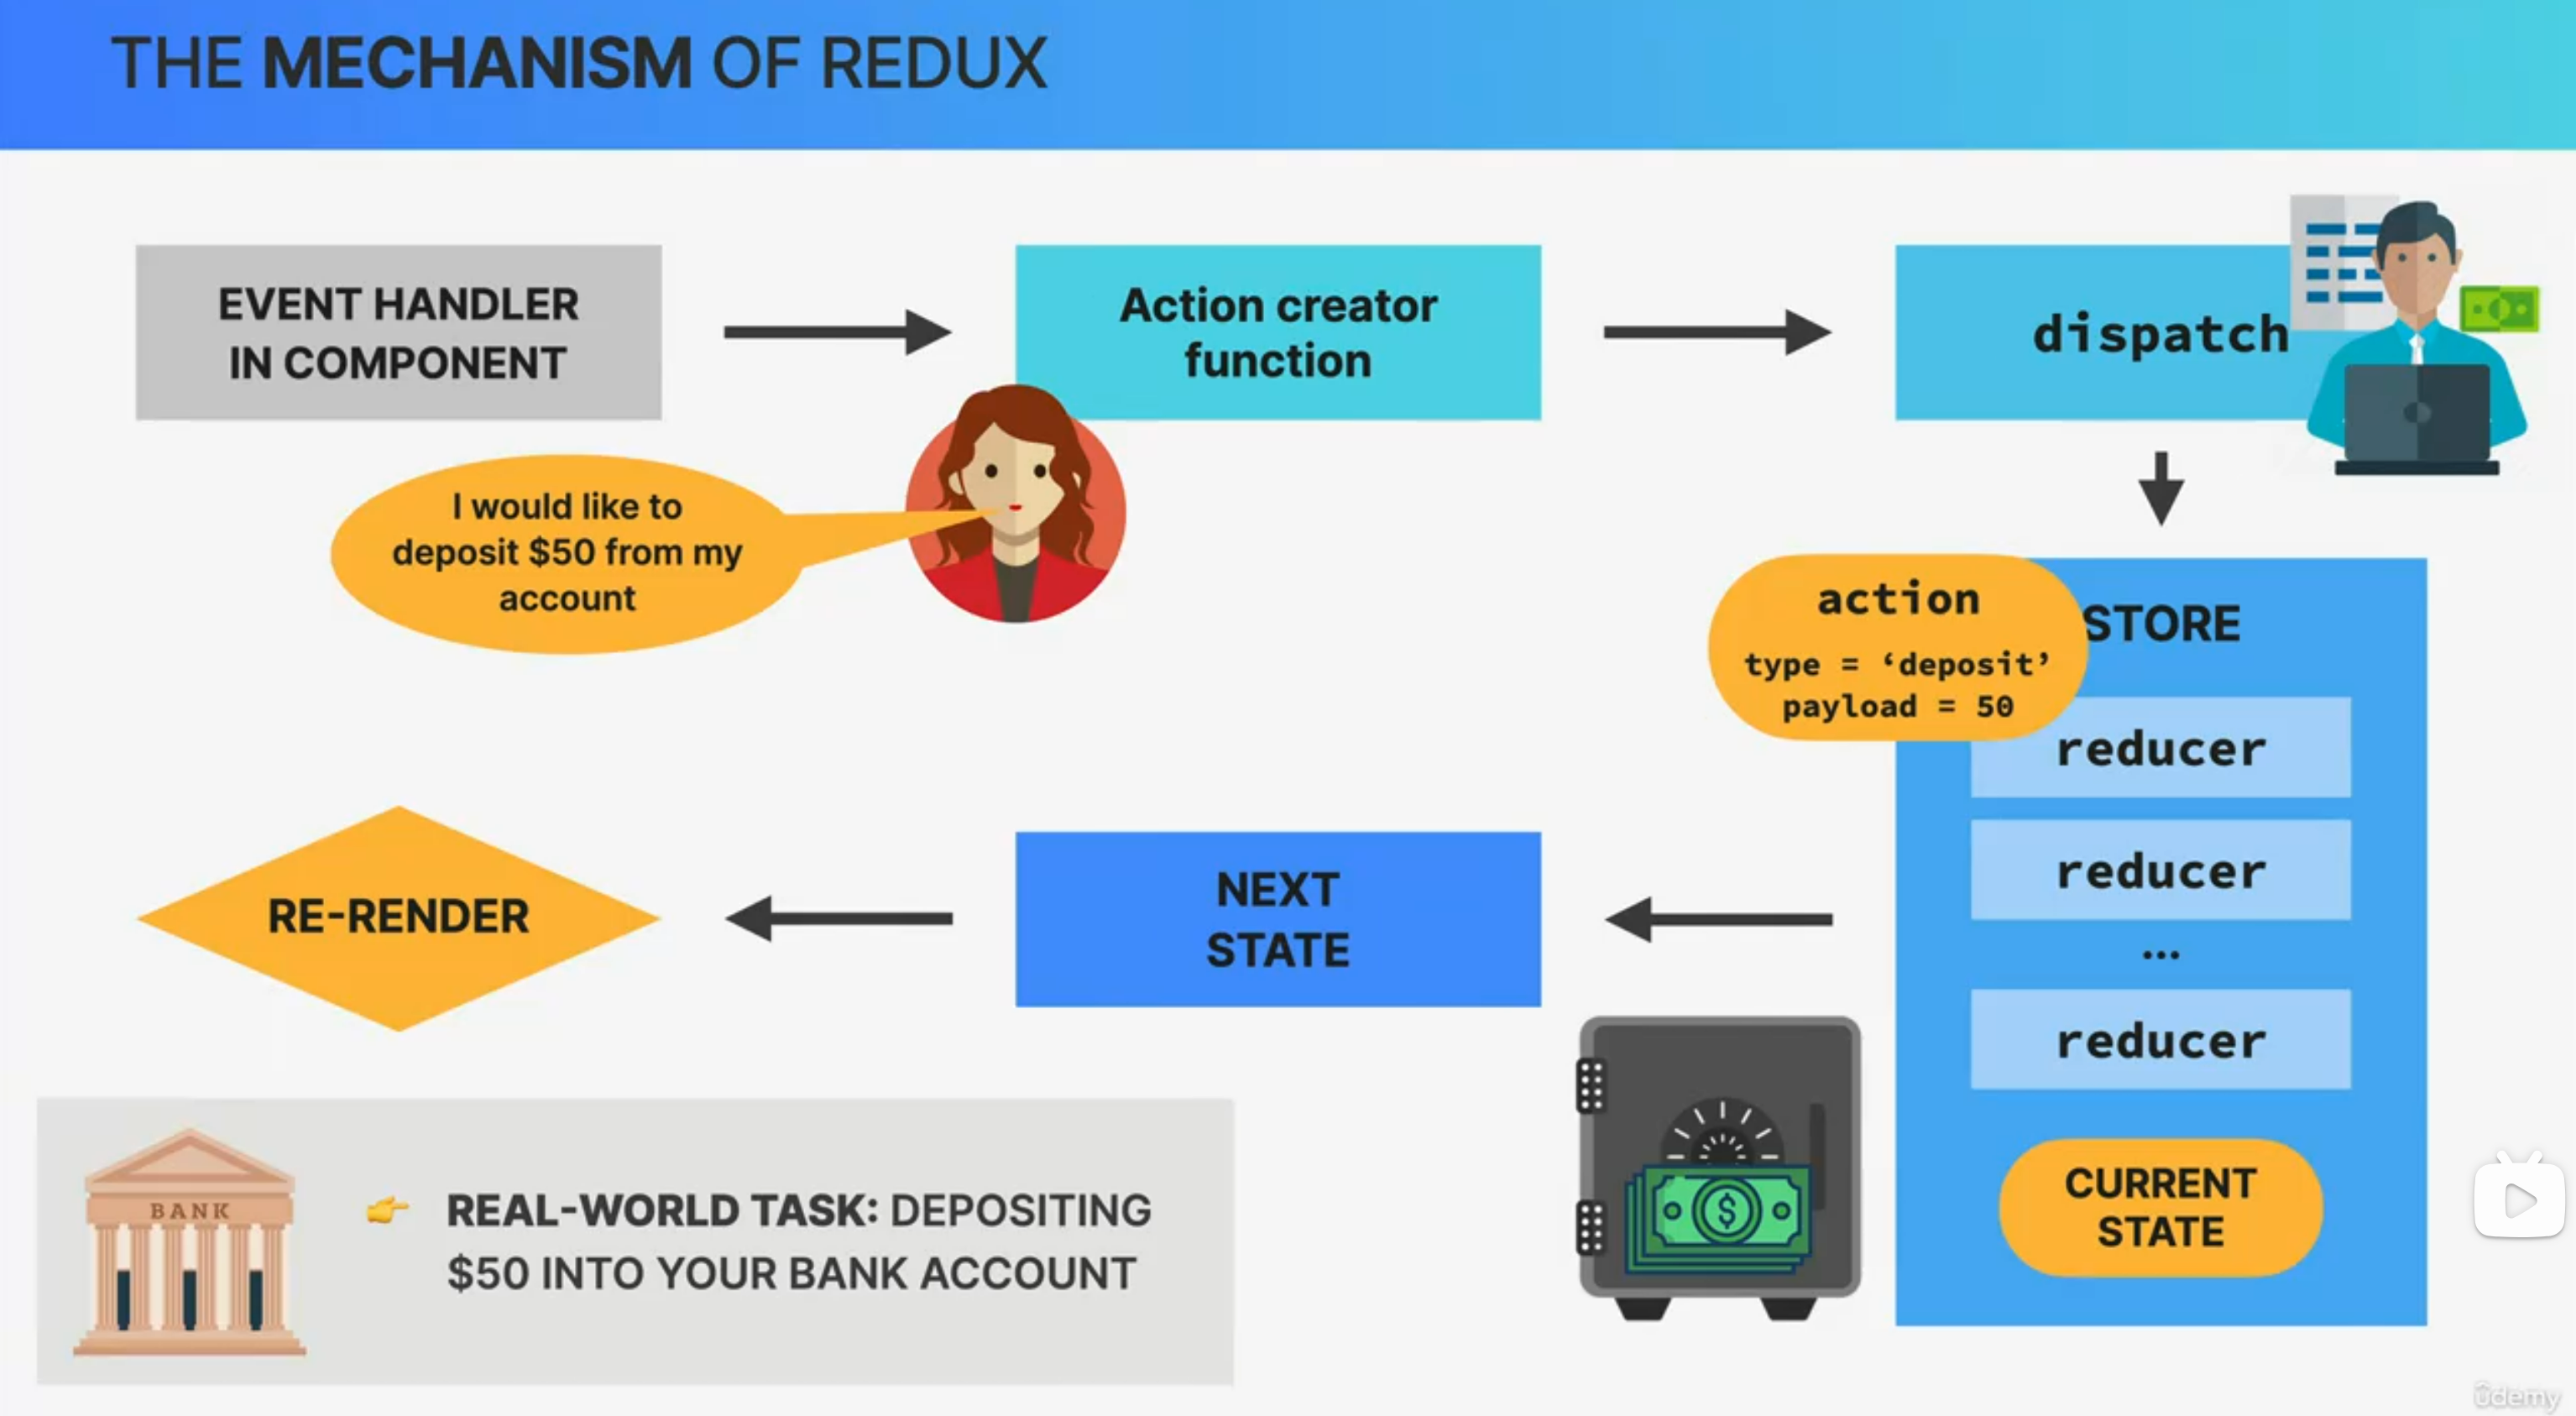 THE MECHANISM OF REDUX
EVENT HANDLER
IN COMPONENT
Action creator
function
dispatch
I would like to
deposit $50 from my
account
action
type = ‘deposit’
payload = 50
STORE
reducer
reducer
...
reducer
CURRENT
STATE
NEXT
STATE
RE-RENDER
BANK
REAL-WORLD TASK: DEPOSITING
$50 INTO YOUR BANK ACCOUNT
ûdemy